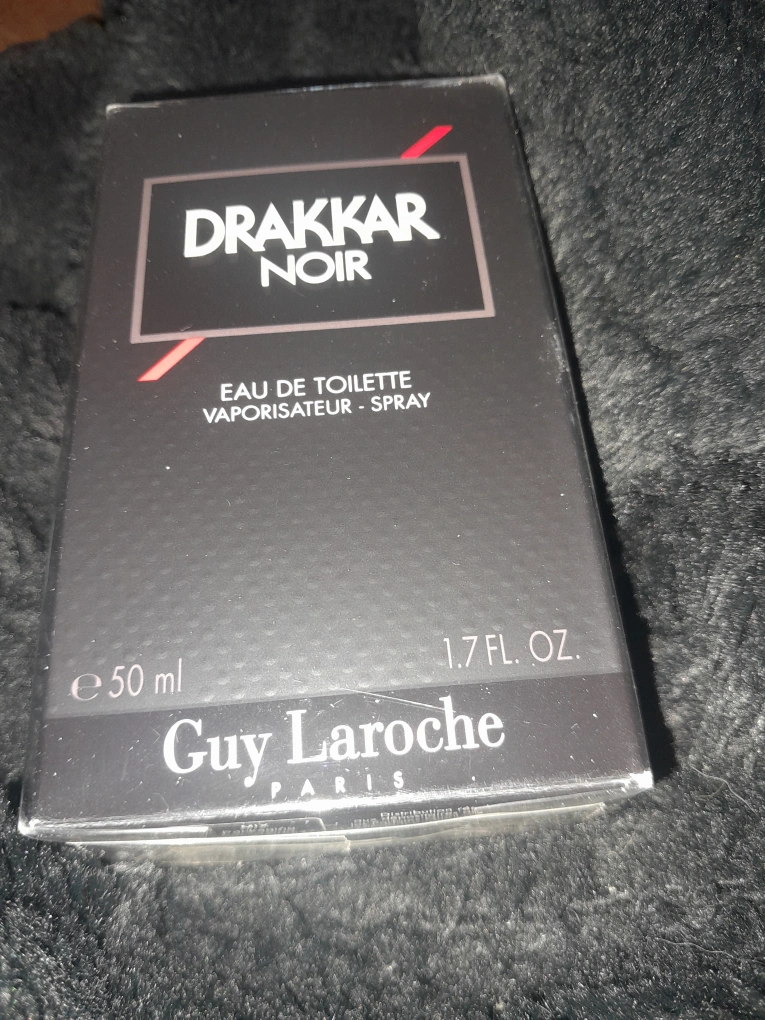 DRAKKAR
NOIR
EAU DE TOILETTE
VAPORISATEUR - SPRAY
℮ 50 ml
1.7 FL. OZ.
Guy Laroche
PARIS